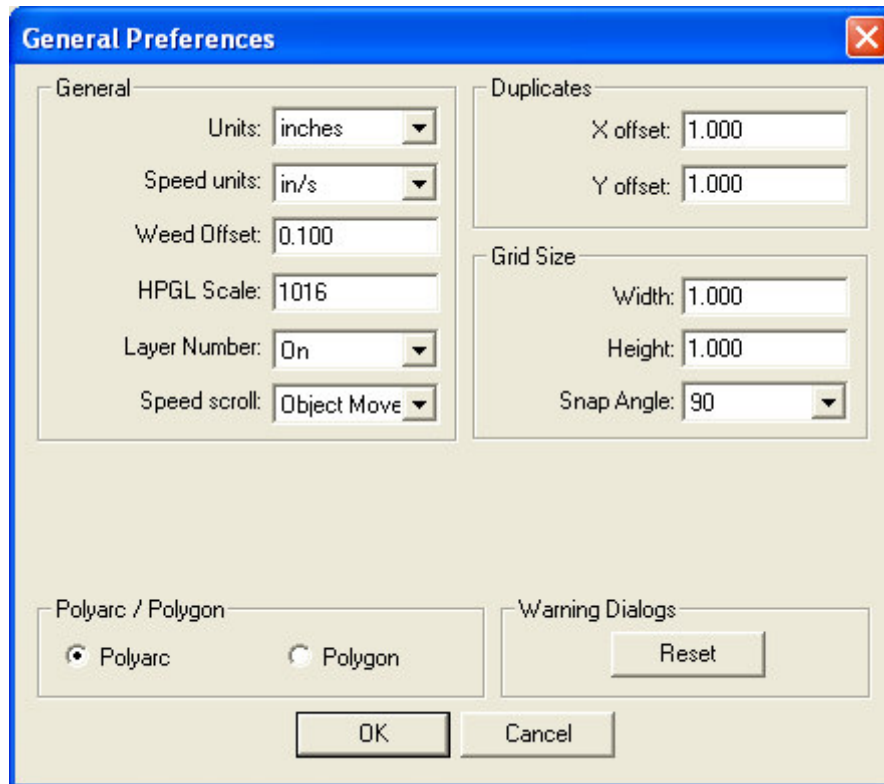 General Preferences
General
Units: inches
Speed units: in/s
Weed Offset: 0.100
HPGL Scale: 1016
Layer Number: On
Speed scroll: Object Move
Duplicates
X offset: 1.000
Y offset: 1.000
Grid Size
Width: 1.000
Height: 1.000
Snap Angle: 90
Polyarc / Polygon
Polyarc
Polygon
Warning Dialogs
Reset
OK
Cancel